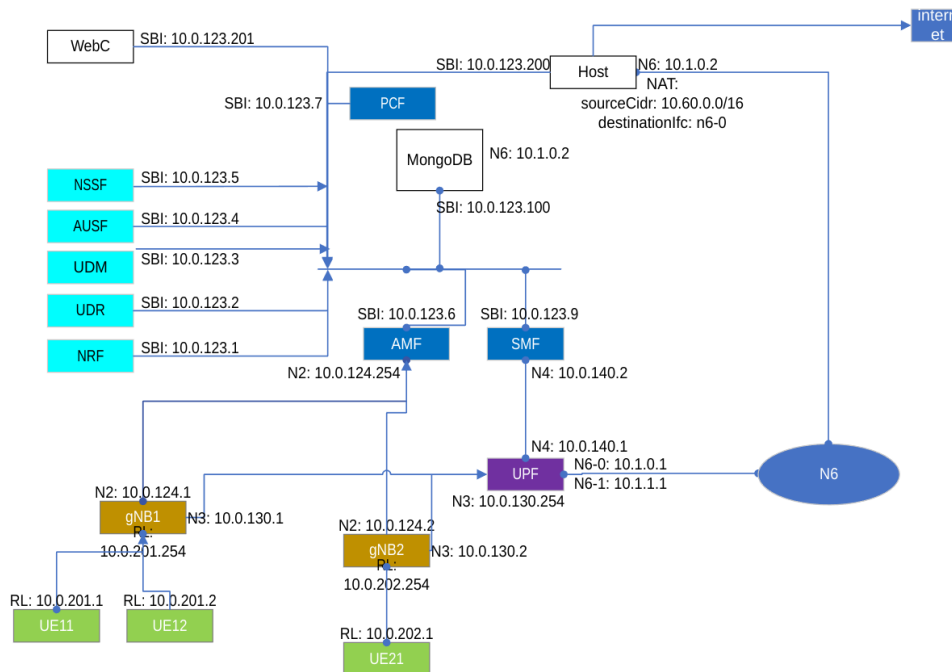 intern
et
WebC
SBI: 10.0.123.201
SBI: 10.0.123.200
Host
N6: 10.1.0.2
NAT:
sourceCidr: 10.60.0.0/16
destinationIfc: n6-0
SBI: 10.0.123.7
PCF
MongoDB
N6: 10.1.0.2
SBI: 10.0.123.100
NSSF
SBI: 10.0.123.5
AUSF
SBI: 10.0.123.4
UDM
SBI: 10.0.123.3
UDR
SBI: 10.0.123.2
NRF
SBI: 10.0.123.1
SBI: 10.0.123.6
AMF
N2: 10.0.124.254
SBI: 10.0.123.9
SMF
N4: 10.0.140.2
N4: 10.0.140.1
UPF
N6-0: 10.1.0.1
N6-1: 10.1.1.1
N3: 10.0.130.254
N6
N2: 10.0.124.1
gNB1
N3: 10.0.130.1
RL:
10.0.201.254
N2: 10.0.124.2
gNB2
N3: 10.0.130.2
RL:
10.0.202.254
RL: 10.0.201.1
UE11
RL: 10.0.201.2
UE12
RL: 10.0.202.1
UE21